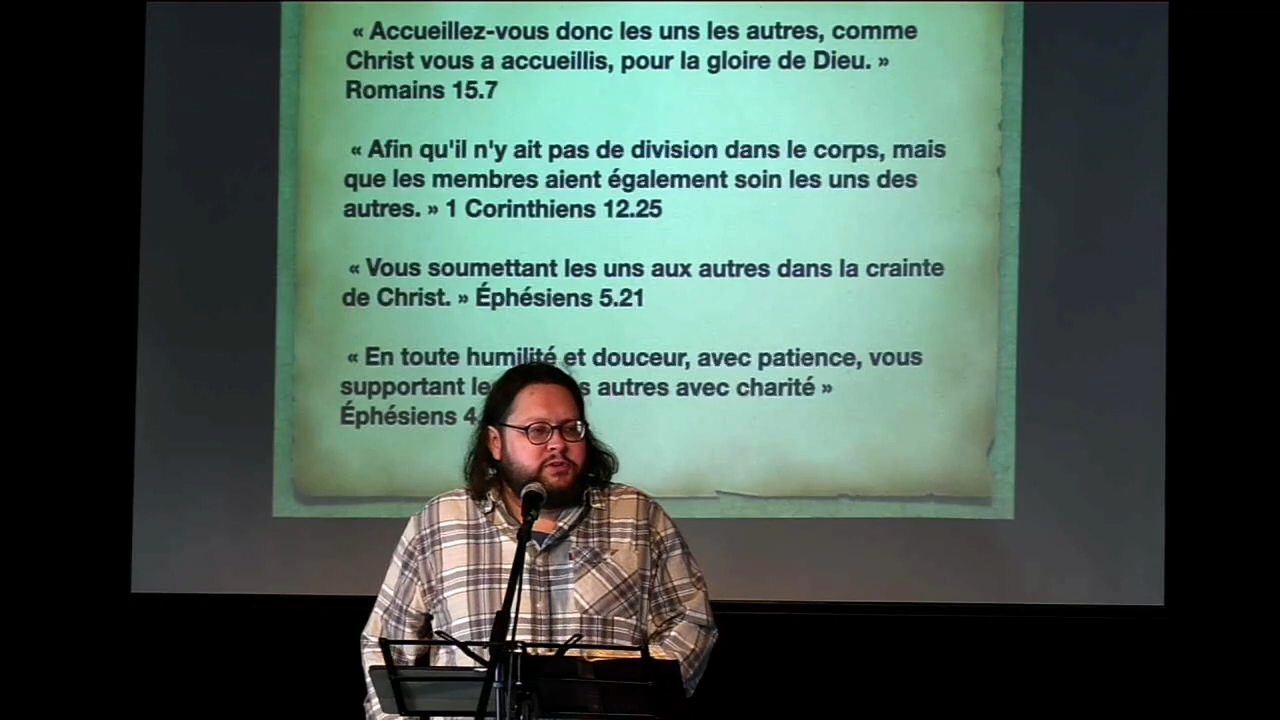 « Accueillez-vous donc les uns les autres, comme
Christ vous a accueillis, pour la gloire de Dieu. »
Romains 15.7
« Afin qu'il n'y ait pas de division dans le corps, mais
que les membres aient également soin les uns des
autres. » 1 Corinthiens 12.25
« Vous soumettant les uns aux autres dans la crainte
de Christ. » Éphésiens 5.21
« En toute humilité et douceur, avec patience, vous
supportant autres avec charité »
Éphésiens 4